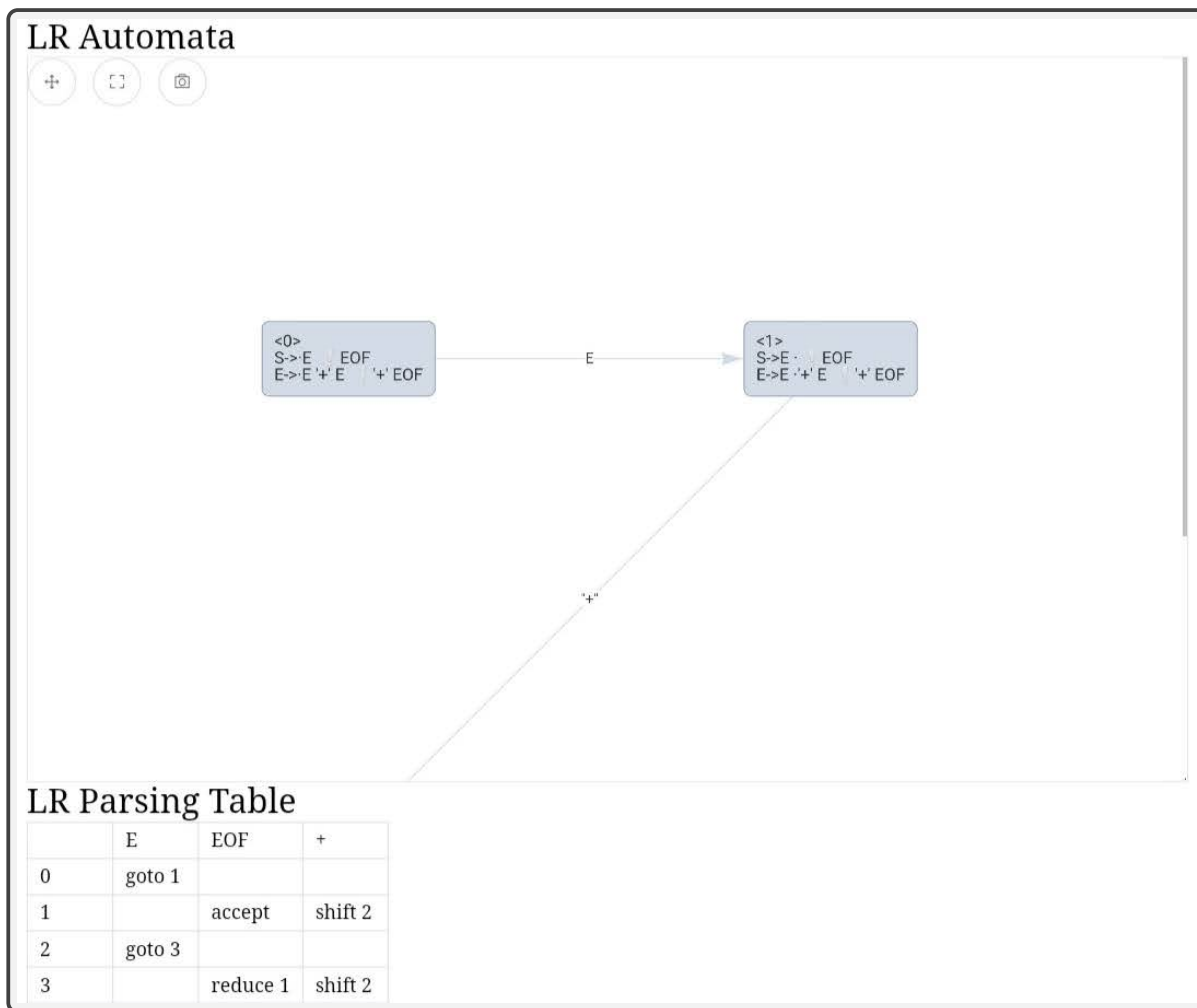 LR Automata
<0>
S->·E EOF
E->·E '+' E '+' EOF
E
<1>
S->E · EOF
E->E ·'+' E '+' EOF
"+"
LR Parsing Table
E EOF +
0 goto 1
1 accept shift 2
2 goto 3
3 reduce 1 shift 2